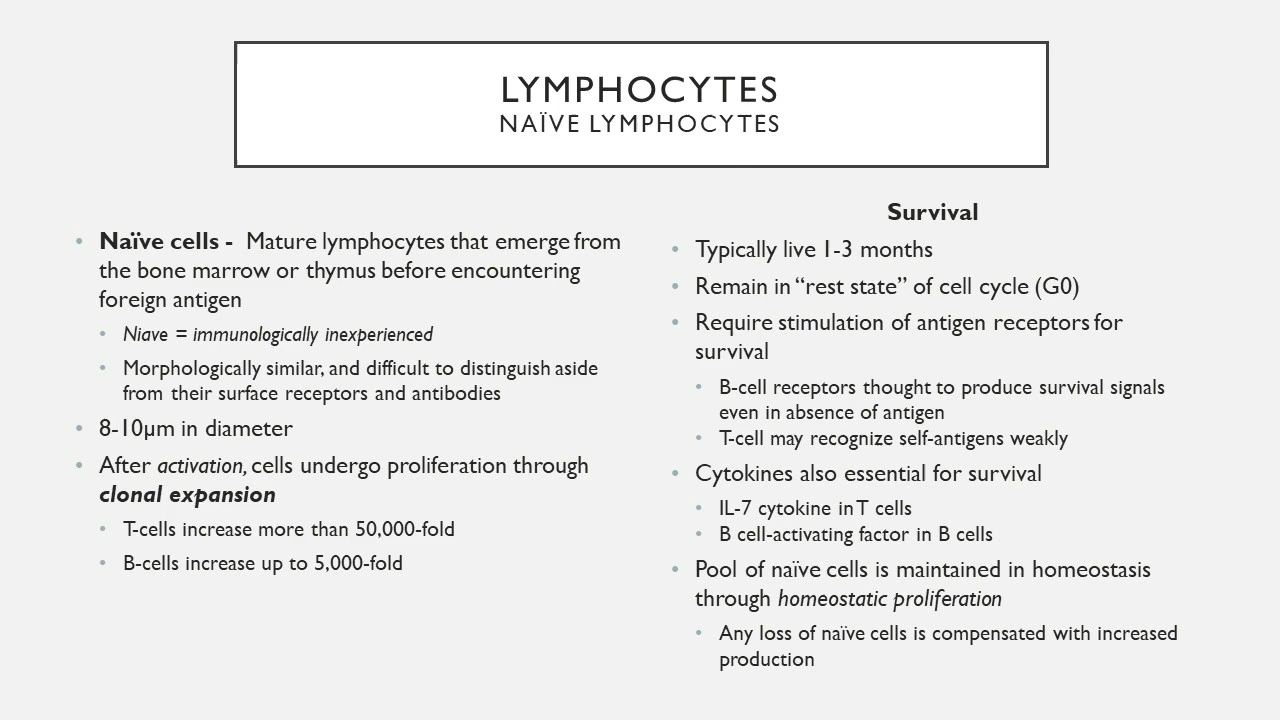 LYMPHOCYTES
NAÏVE LYMPHOCYTES
• Naïve cells - Mature lymphocytes that emerge from
the bone marrow or thymus before encountering
foreign antigen
• Niave = immunologically inexperienced
• Morphologically similar, and difficult to distinguish aside
from their surface receptors and antibodies
• 8-10µm in diameter
• After activation, cells undergo proliferation through
clonal expansion
• T-cells increase more than 50,000-fold
• B-cells increase up to 5,000-fold
Survival
• Typically live 1-3 months
• Remain in “rest state” of cell cycle (G0)
• Require stimulation of antigen receptors for
survival
• B-cell receptors thought to produce survival signals
even in absence of antigen
• T-cell may recognize self-antigens weakly
• Cytokines also essential for survival
• IL-7 cytokine in T cells
• B cell-activating factor in B cells
• Pool of naïve cells is maintained in homeostasis
through homeostatic proliferation
• Any loss of naïve cells is compensated with increased
production